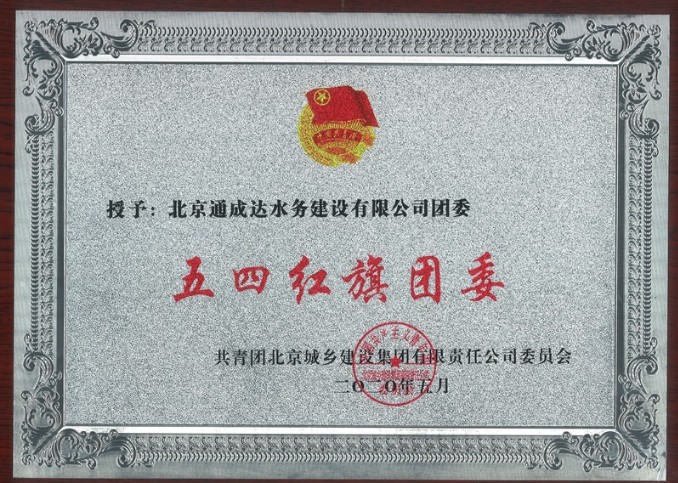 授予：北京通成达水务建设有限公司团委
五四红旗团委
共青团北京城乡建设集团有限责任公司委员会
二〇二〇年五月